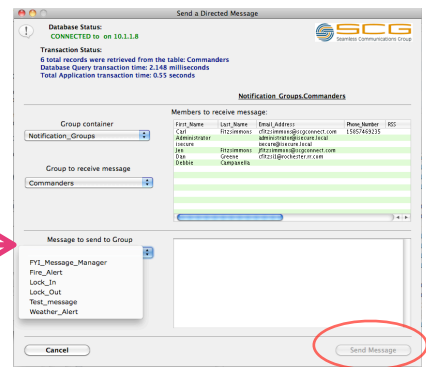 Send a Directed Message
Database Status:
CONNECTED to on 10.1.1.8
SCG
Seamless Communications Group
Transaction Status:
6 total records were retrieved from the table: Commanders
Database Query transaction time: 2.148 milliseconds
Total Application transaction time: 0.55 seconds
Notification_Groups.Commanders
Members to receive message:
Group container
Notification_Groups
First_Name Last_Name Email_Address Phone_Number RSS
Carl Fitzsimmons cfitzsimmons@scgconnect.com 15857469235
Administrator administrator@isecure.local
isecure isecure@isecure.local
Jen Fitzsimmons jfitzsimmons@scgconnect.com
Dan Greene cfitzsi1@rochester.rr.com
Debbie Campanella
Group to receive message
Commanders
Message to send to Group
FYI_Message_Manager
Fire_Alert
Lock_In
Lock_Out
Test_message
Weather_Alert
Cancel
Send Message